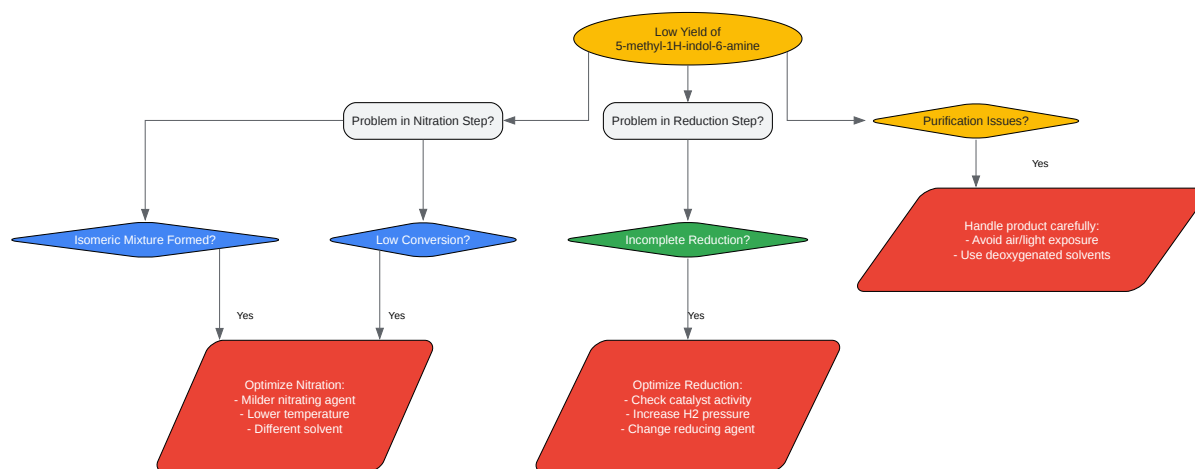 Low Yield of
5-methyl-1H-indol-6-amine
Problem in Nitration Step?
Problem in Reduction Step?
Purification Issues?
Yes
Isomeric Mixture Formed?
Low Conversion?
Incomplete Reduction?
Handle product carefully:
- Avoid air/light exposure
- Use deoxygenated solvents
Yes
Yes
Yes
Optimize Nitration:
- Milder nitrating agent
- Lower temperature
- Different solvent
Optimize Reduction:
- Check catalyst activity
- Increase H2 pressure
- Change reducing agent